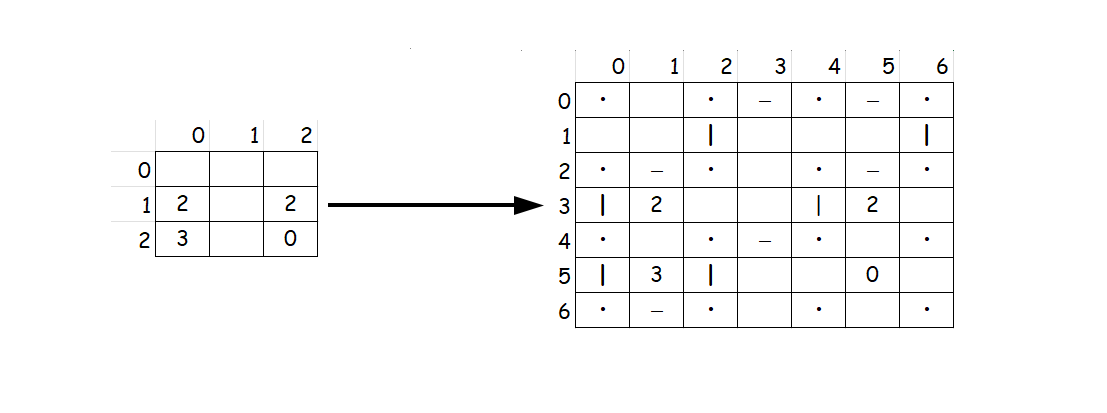 0 1 2
0
1 2 2
2 3 0
0 1 2 3 4 5 6
0 · · – · – ·
1 | |
2 · – · · – ·
3 | 2 | 2
4 · · – · ·
5 | 3 | 0
6 · – · · ·